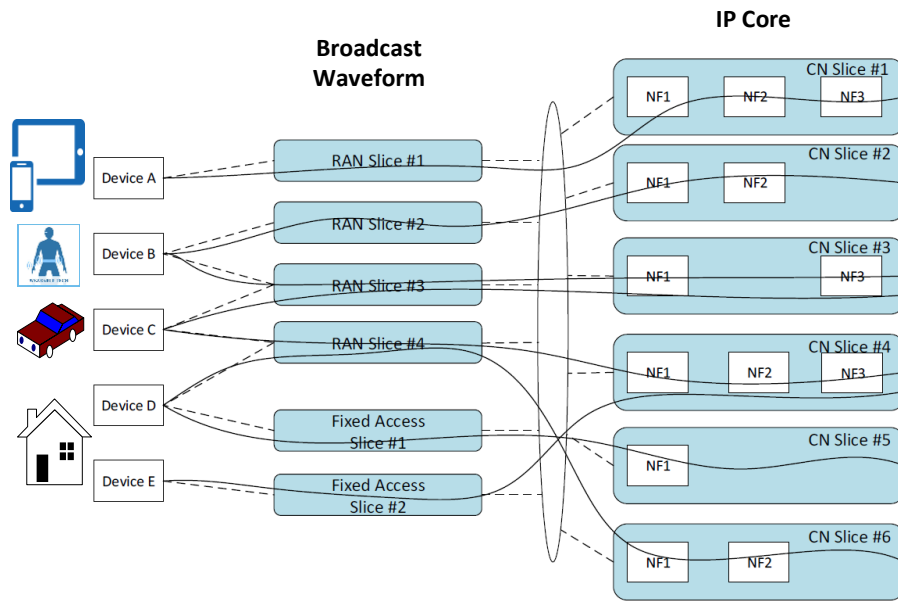 IP Core
Broadcast
Waveform
CN Slice #1
NF1
NF2
NF3
Device A
RAN Slice #1
CN Slice #2
NF1
NF2
Device B
RAN Slice #2
CN Slice #3
NF1
NF3
RAN Slice #3
Device C
RAN Slice #4
CN Slice #4
NF1
NF2
NF3
Device D
Fixed Access
Slice #1
CN Slice #5
NF1
Device E
Fixed Access
Slice #2
CN Slice #6
NF1
NF2